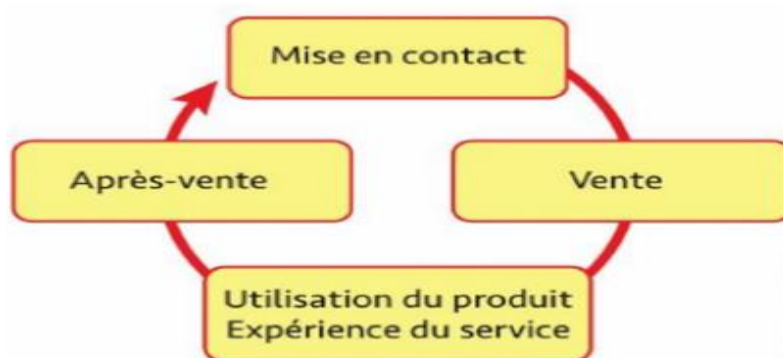 Mise en contact
Après-vente
Vente
Utilisation du produit
Expérience du service